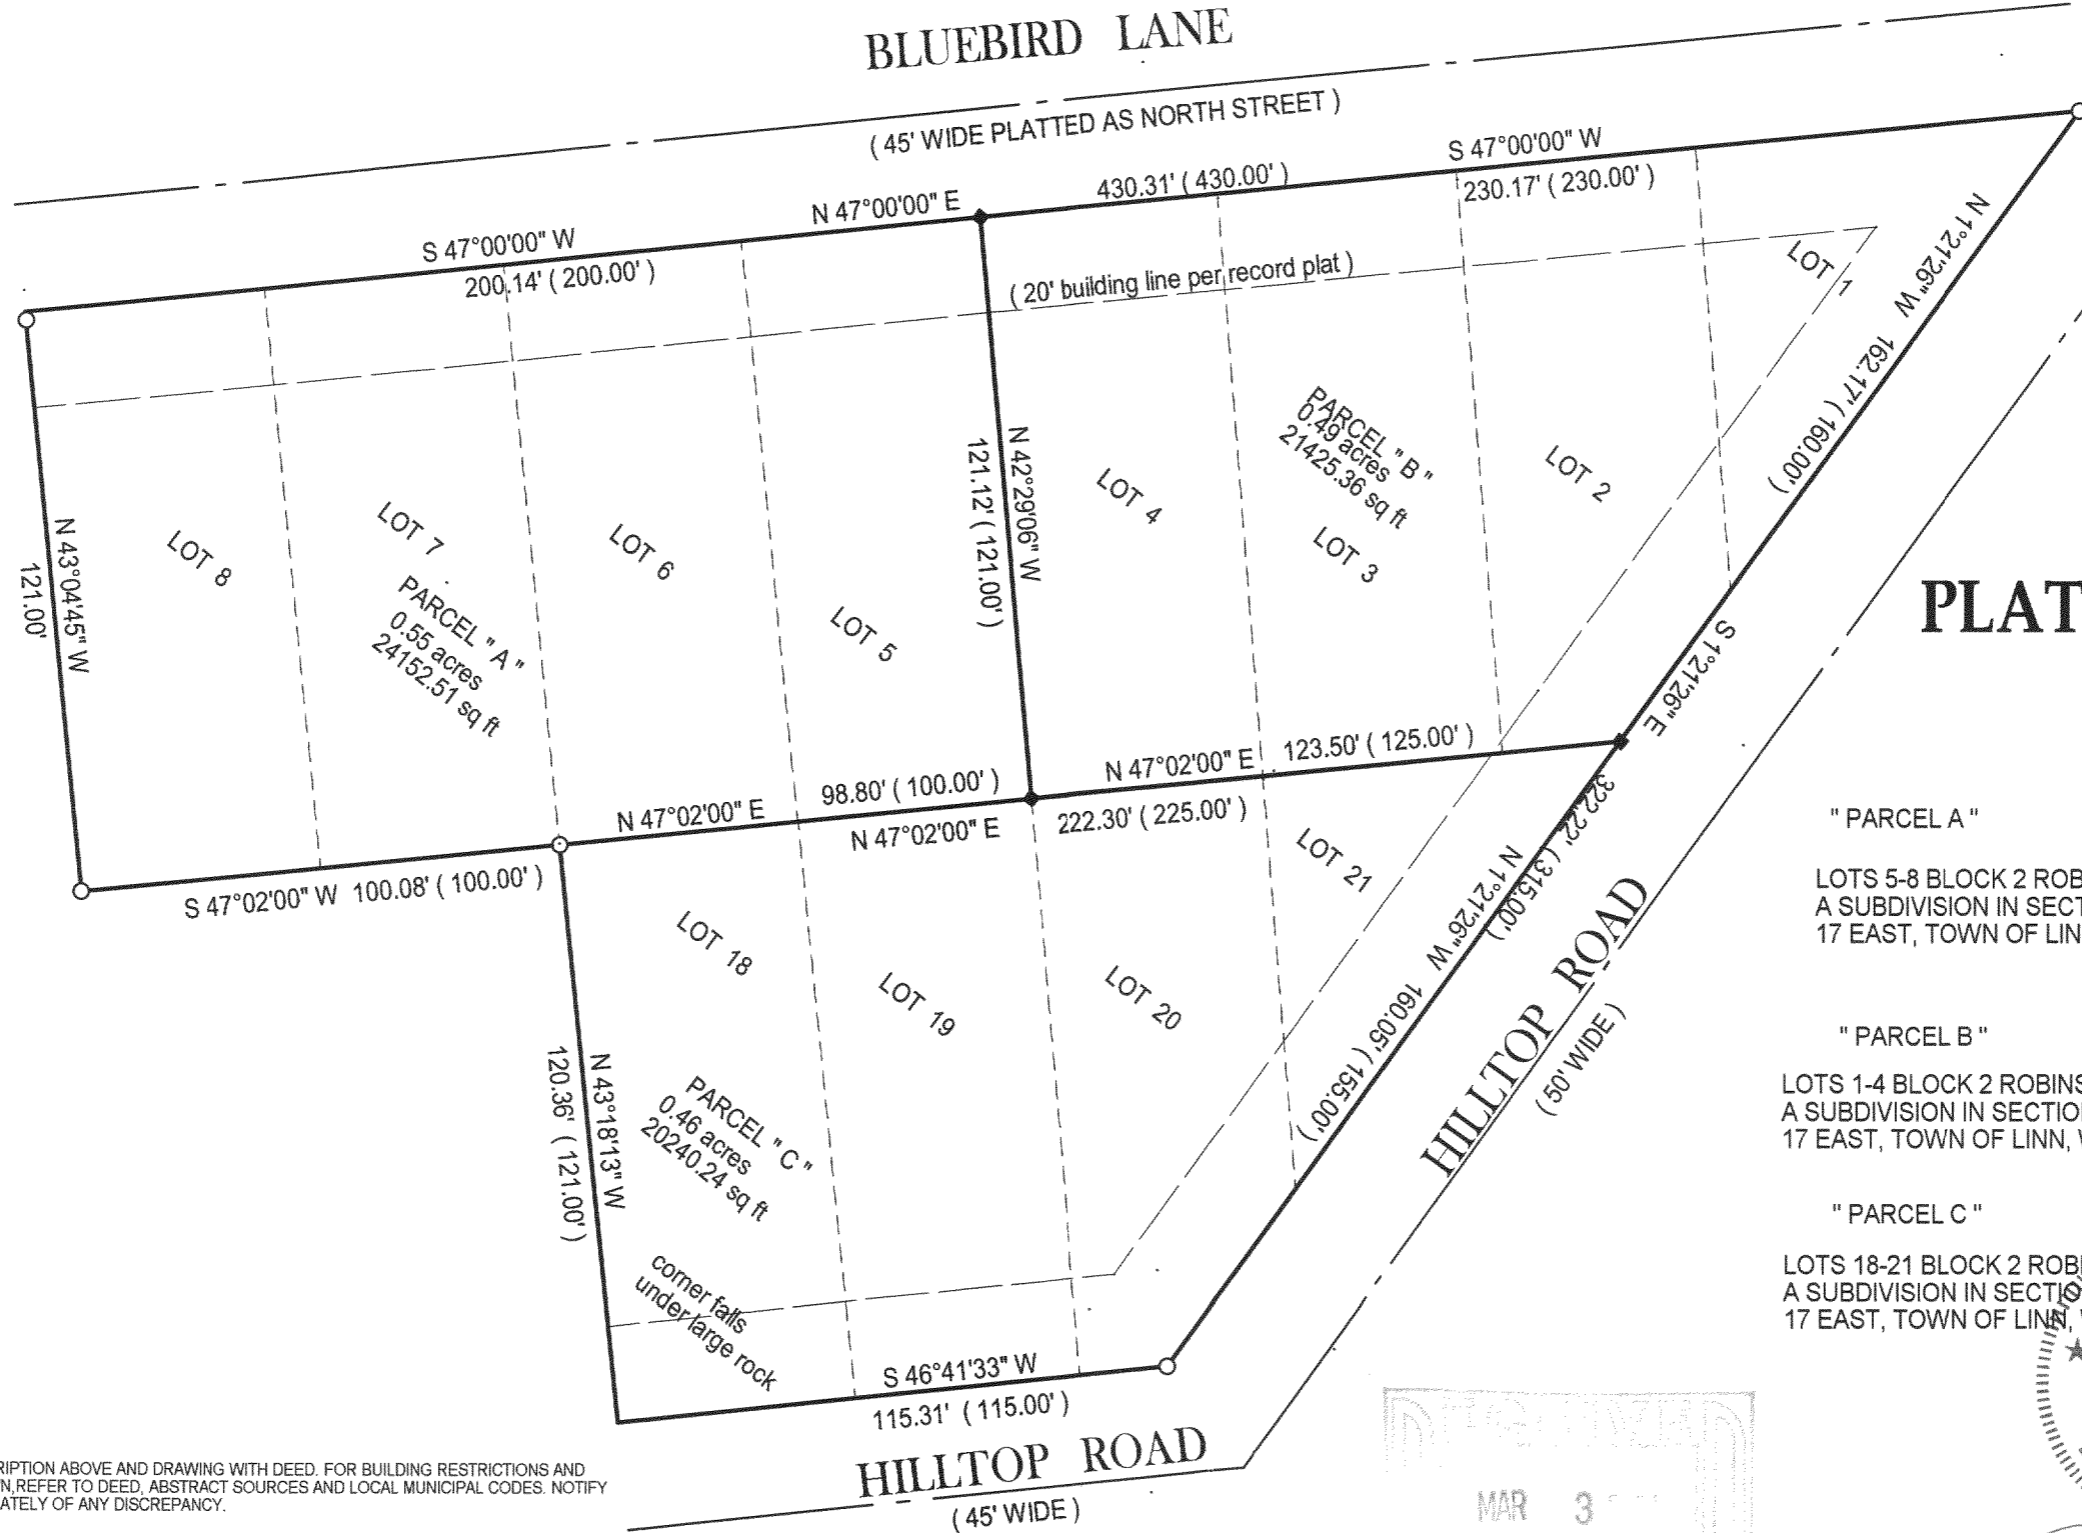 BLUEBIRD LANE
( 45' WIDE PLATTED AS NORTH STREET )
S 47°00'00" W
230.17' ( 230.00' )
430.31' ( 430.00' )
N 47°00'00" E
S 47°00'00" W
200.14' ( 200.00' )
( 20' building line per record plat )
LOT 1
N 1°21'26" W 162.17' ( 160.00' )
N 43°04'45" W
121.00'
LOT 8
LOT 7
PARCEL " A "
0.55 acres
24152.51 sq ft
LOT 6
LOT 5
N 42°29'06" W
121.12' ( 121.00' )
LOT 4
PARCEL " B "
0.49 acres
21425.36 sq ft
LOT 3
LOT 2
PLAT
S 1°21'26" E
322.22' ( 315.00' )
N 47°02'00" E
123.50' ( 125.00' )
98.80' ( 100.00' )
N 47°02'00" E
N 47°02'00" E
222.30' ( 225.00' )
S 47°02'00" W 100.08' ( 100.00' )
LOT 21
N 1°21'26" W 160.05' ( 155.00' )
LOT 18
LOT 19
LOT 20
HILLTOP ROAD
( 50' WIDE )
N 43°18'13" W
120.36' ( 121.00' )
PARCEL " C "
0.46 acres
20240.24 sq ft
corner falls
under large rock
S 46°41'33" W
115.31' ( 115.00' )
HILLTOP ROAD
( 45' WIDE )
" PARCEL A "
LOTS 5-8 BLOCK 2 ROB
A SUBDIVISION IN SECT
17 EAST, TOWN OF LIN
" PARCEL B "
LOTS 1-4 BLOCK 2 ROBINS
A SUBDIVISION IN SECTIO
17 EAST, TOWN OF LINN,
" PARCEL C "
LOTS 18-21 BLOCK 2 ROBI
A SUBDIVISION IN SECTIO
17 EAST, TOWN OF LINN,
RIPTION ABOVE AND DRAWING WITH DEED. FOR BUILDING RESTRICTIONS AND
N,REFER TO DEED, ABSTRACT SOURCES AND LOCAL MUNICIPAL CODES. NOTIFY
ATELY OF ANY DISCREPANCY.
MAR 3